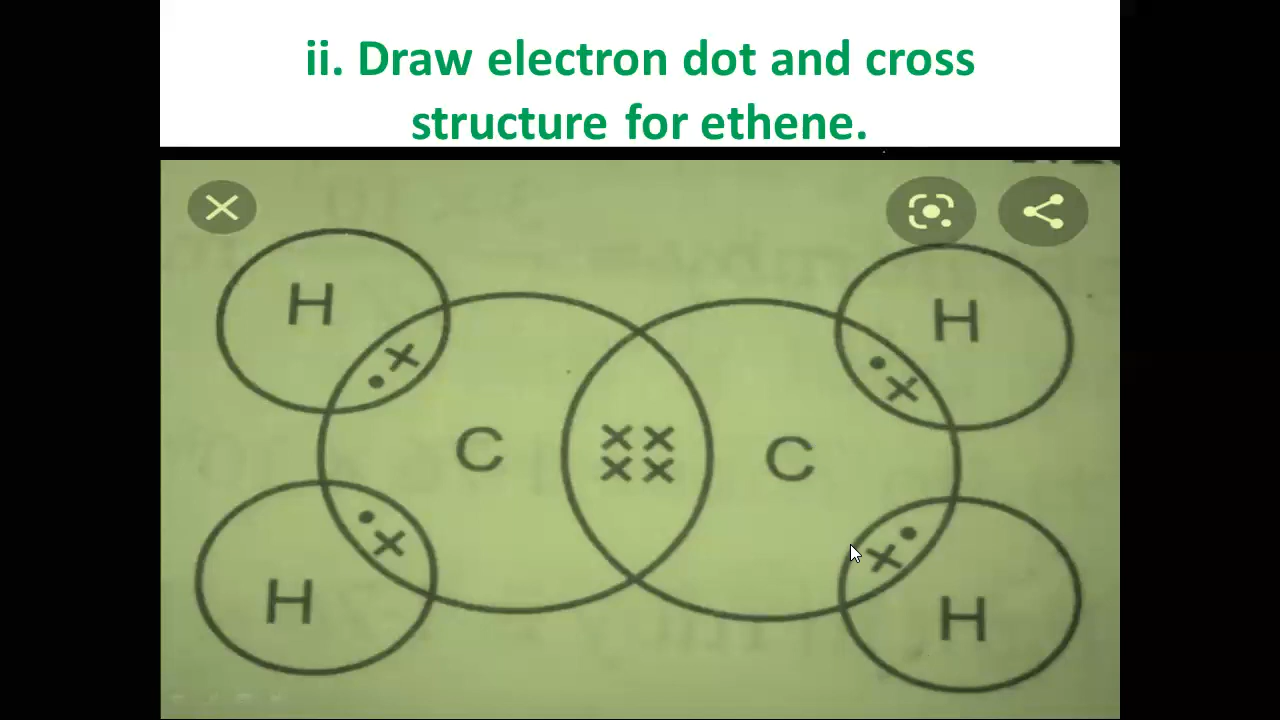 ii. Draw electron dot and cross
structure for ethene.
H
H
C
C
H
H